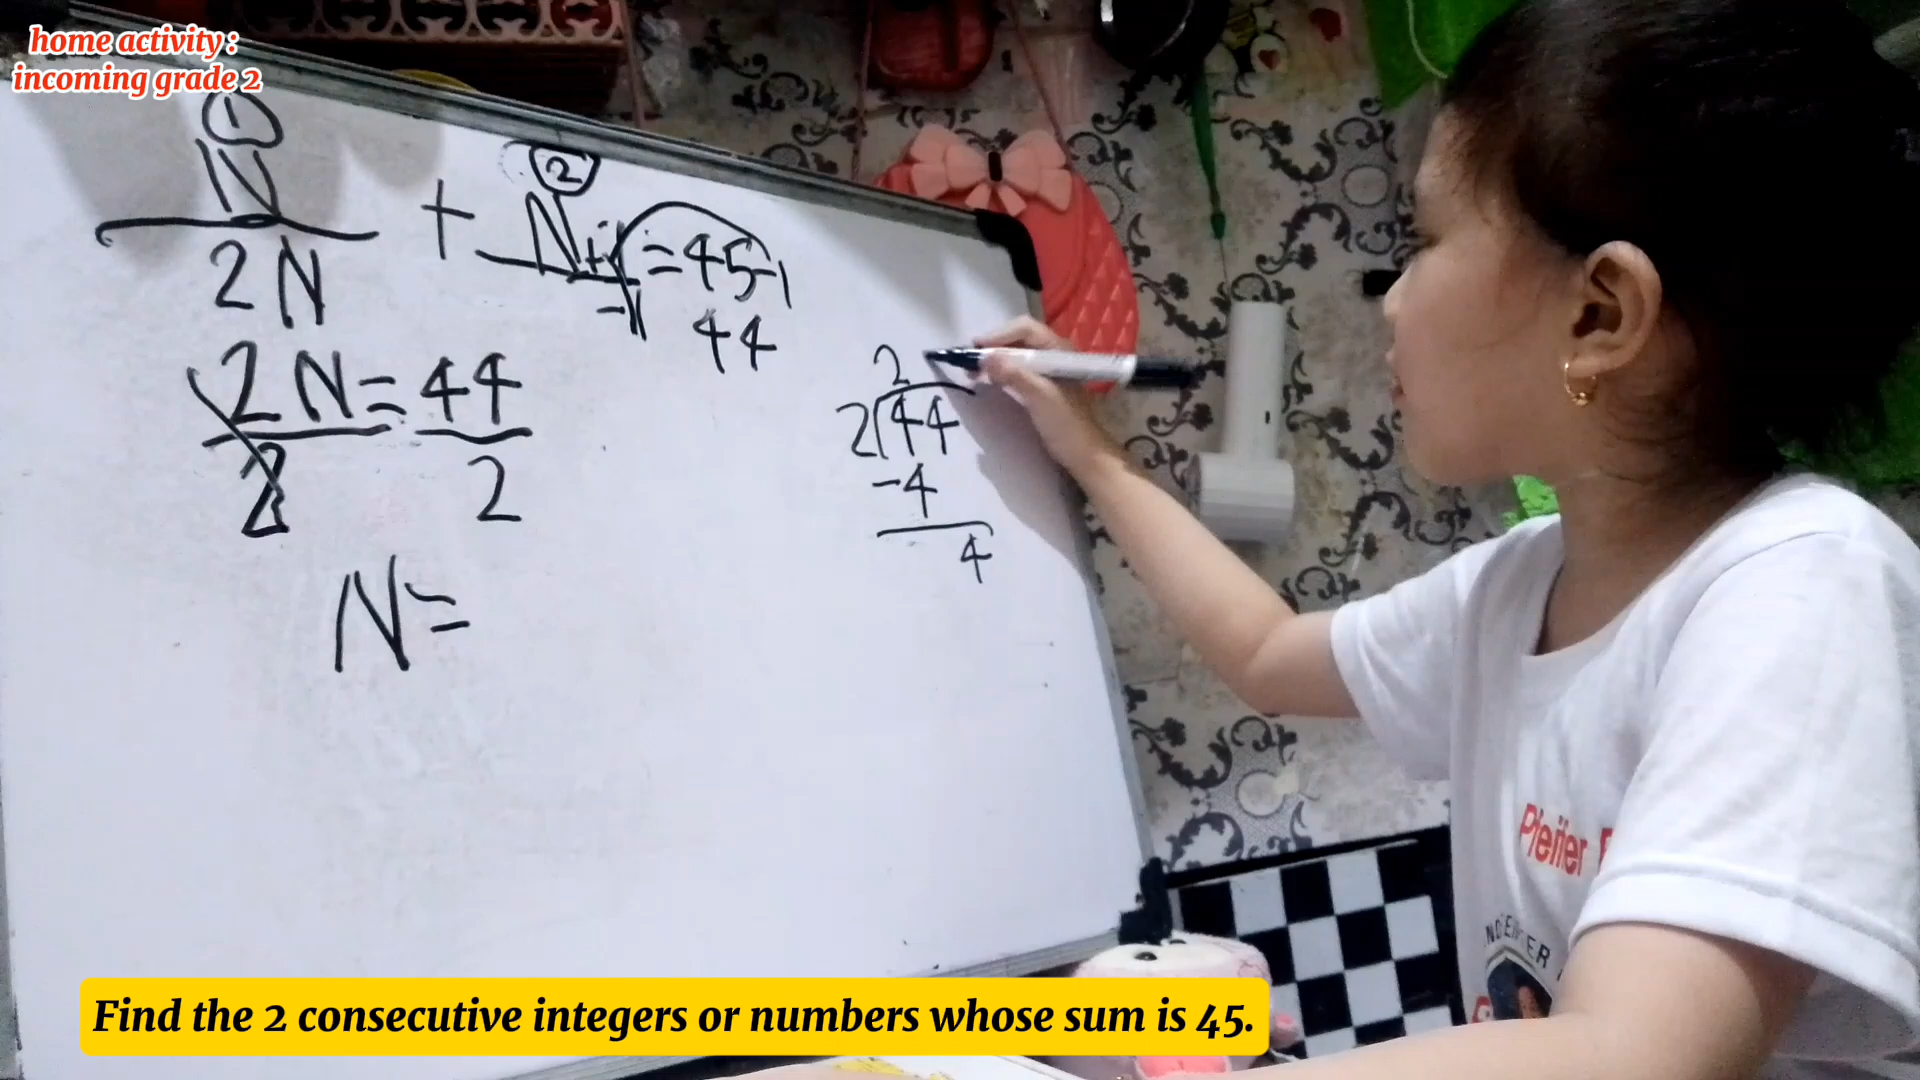 home activity :
incoming grade 2
1
2
N + N+1 = 45-1
2N
-1
44
2N = 44
2 2
N=
2
2 44
-4
4
Pfeiffer
Find the 2 consecutive integers or numbers whose sum is 45.